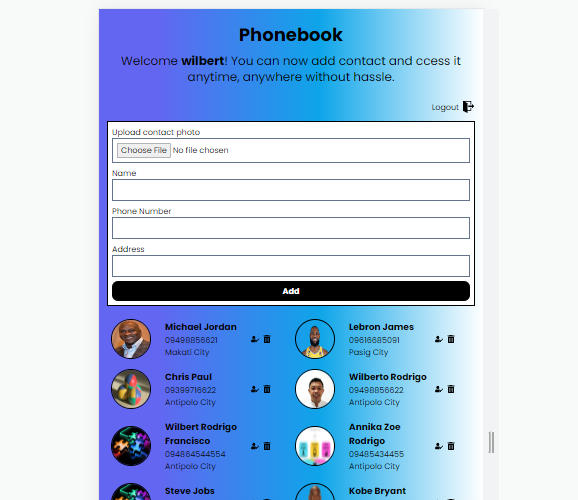 Phonebook
Welcome wilbert! You can now add contact and ccess it
anytime, anywhere without hassle.
Logout
Upload contact photo
Choose File No file chosen
Name
Phone Number
Address
Add
Michael Jordan
09498856621
Makati City
Lebron James
09616685091
Pasig City
Chris Paul
09399716622
Antipolo City
Wilberto Rodrigo
09498856622
Antipolo City
Wilbert Rodrigo
Francisco
094864544554
Antipolo City
Annika Zoe
Rodrigo
09485434455
Antipolo City
Steve Jobs
Kobe Bryant